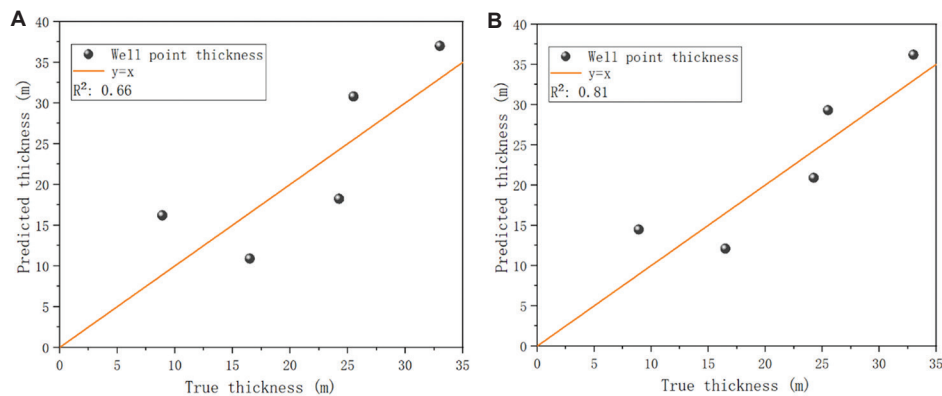 A
40
35
30
25
20
15
10
5
0
Predicted thickness (m)
Well point thickness
y=x
R²: 0.66
0 5 10 15 20 25 30 35
True thickness (m)
B
40
35
30
25
20
15
10
5
0
Predicted thickness (m)
Well point thickness
y=x
R²: 0.81
0 5 10 15 20 25 30 35
True thickness (m)